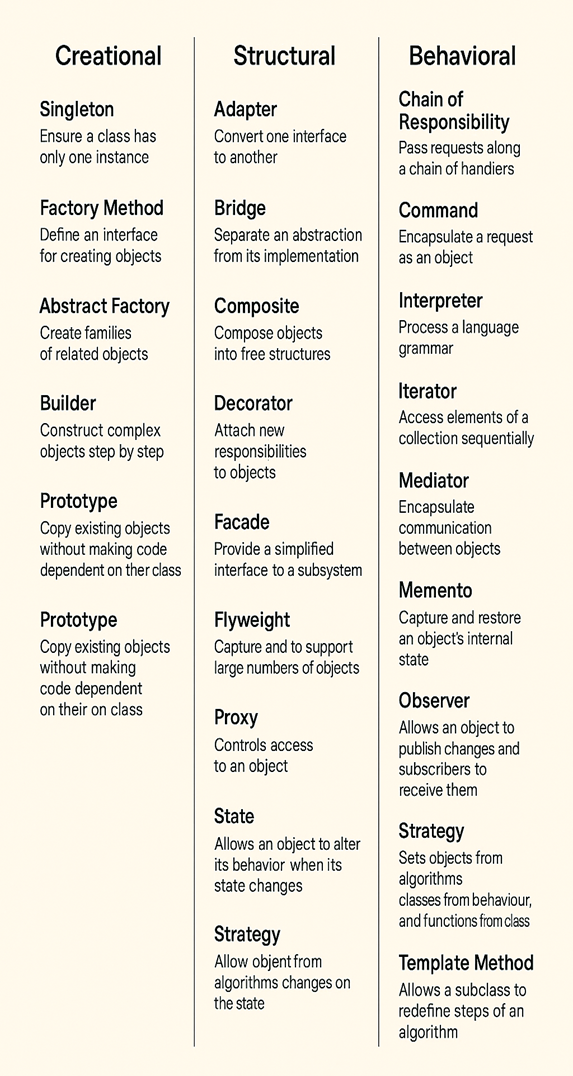 Creational
Singleton
Ensure a class has
only one instance
Factory Method
Define an interface
for creating objects
Abstract Factory
Create families
of related objects
Builder
Construct complex
objects step by step
Prototype
Copy existing objects
without making code
dependent on ther class
Prototype
Copy existing objects
without making
code dependent
on their on class
Structural
Adapter
Convert one interface
to another
Bridge
Separate an abstraction
from its implementation
Composite
Compose objects
into free structures
Decorator
Attach new
responsibilities
to objects
Facade
Provide a simplified
interface to a subsystem
Flyweight
Capture and to support
large numbers of objects
Proxy
Controls access
to an object
State
Allows an object to alter
its behavior when its
state changes
Strategy
Allow objent from
algorithms changes on
the state
Behavioral
Chain of
Responsibility
Pass requests along
a chain of handiers
Command
Encapsulate a request
as an object
Interpreter
Process a language
grammar
Iterator
Access elements of a
collection sequentially
Mediator
Encapsulate
communication
between objects
Memento
Capture and restore
an object's internal
state
Observer
Allows an object to
publish changes and
subscribers to
receive them
Strategy
Sets objects from
algorithms
classes from behaviour,
and functions from class
Template Method
Allows a subclass to
redefine steps of an
algorithm